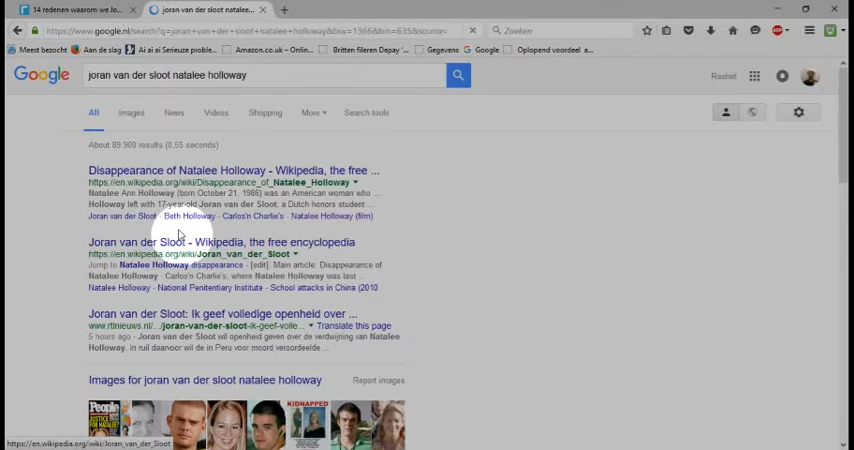 14 redenen waarom we Jo...
joran van der sloot natalee...
https://www.google.nl/search?q=joran+van+der+sloot+natalee+holloway&biw=1366&bih=635&source=
Zoeken
Meest bezocht
Aan de slag
Ai ai ai Serieuze proble...
Amazon.co.uk – Onlin...
Britten fileren Depay '...
Gegevens
Google
Oplopend voordeel a...
Google
joran van der sloot natalee holloway
Rashid
All Images News Videos Shopping More Search tools
About 89.900 results (0,55 seconds)
Disappearance of Natalee Holloway - Wikipedia, the free ...
https://en.wikipedia.org/wiki/Disappearance_of_Natalee_Holloway
Natalee Ann Holloway (born October 21, 1986) was an American woman who ...
Holloway left with 17-year-old Joran van der Sloot, a Dutch honors student ...
Joran van der Sloot - Beth Holloway - Carlos'n Charlie's - Natalee Holloway (film)
Joran van der Sloot - Wikipedia, the free encyclopedia
https://en.wikipedia.org/wiki/Joran_van_der_Sloot
Jump to Natalee Holloway disappearance - [edit]. Main article: Disappearance of
Natalee Holloway · Carlos'n Charlie's, where Natalee Holloway was last ...
Natalee Holloway - National Penitentiary Institute - School attacks in China (2010
Joran van der Sloot: Ik geef volledige openheid over ...
www.rtlnieuws.nl/.../joran-van-der-sloot-ik-geef-volle... Translate this page
5 hours ago - Joran van der Sloot wil openheid geven over de verdwijning van Natalee
Holloway. In ruil daarvoor wil de in Peru voor moord veroordeelde ...
Images for joran van der sloot natalee holloway
Report images
People
JUSTICE
FOR
NATALEE!
KIDNAPPED
https://en.wikipedia.org/wiki/Joran_van_der_Sloot